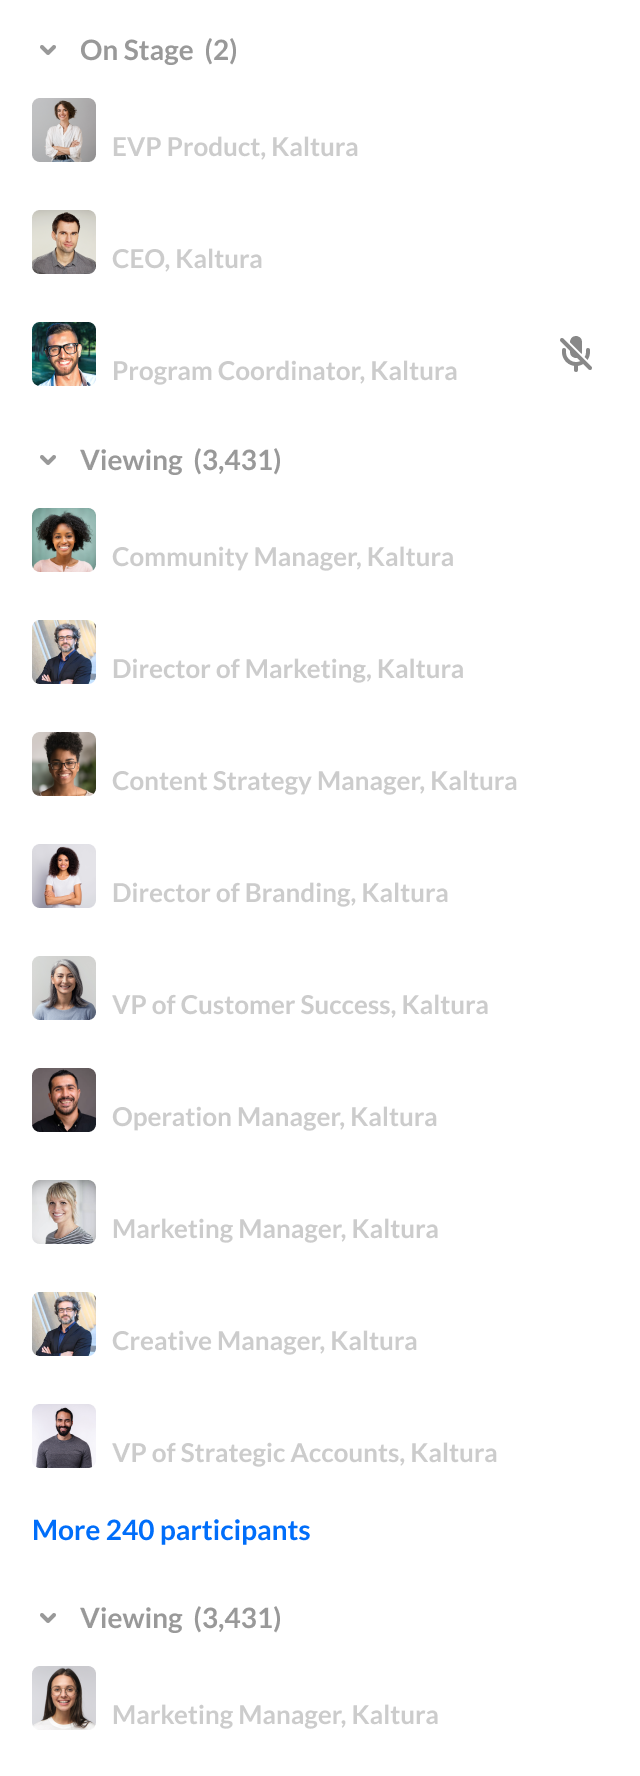 On Stage (2)
EVP Product, Kaltura
CEO, Kaltura
Program Coordinator, Kaltura
Viewing (3,431)
Community Manager, Kaltura
Director of Marketing, Kaltura
Content Strategy Manager, Kaltura
Director of Branding, Kaltura
VP of Customer Success, Kaltura
Operation Manager, Kaltura
Marketing Manager, Kaltura
Creative Manager, Kaltura
VP of Strategic Accounts, Kaltura
More 240 participants
Viewing (3,431)
Marketing Manager, Kaltura